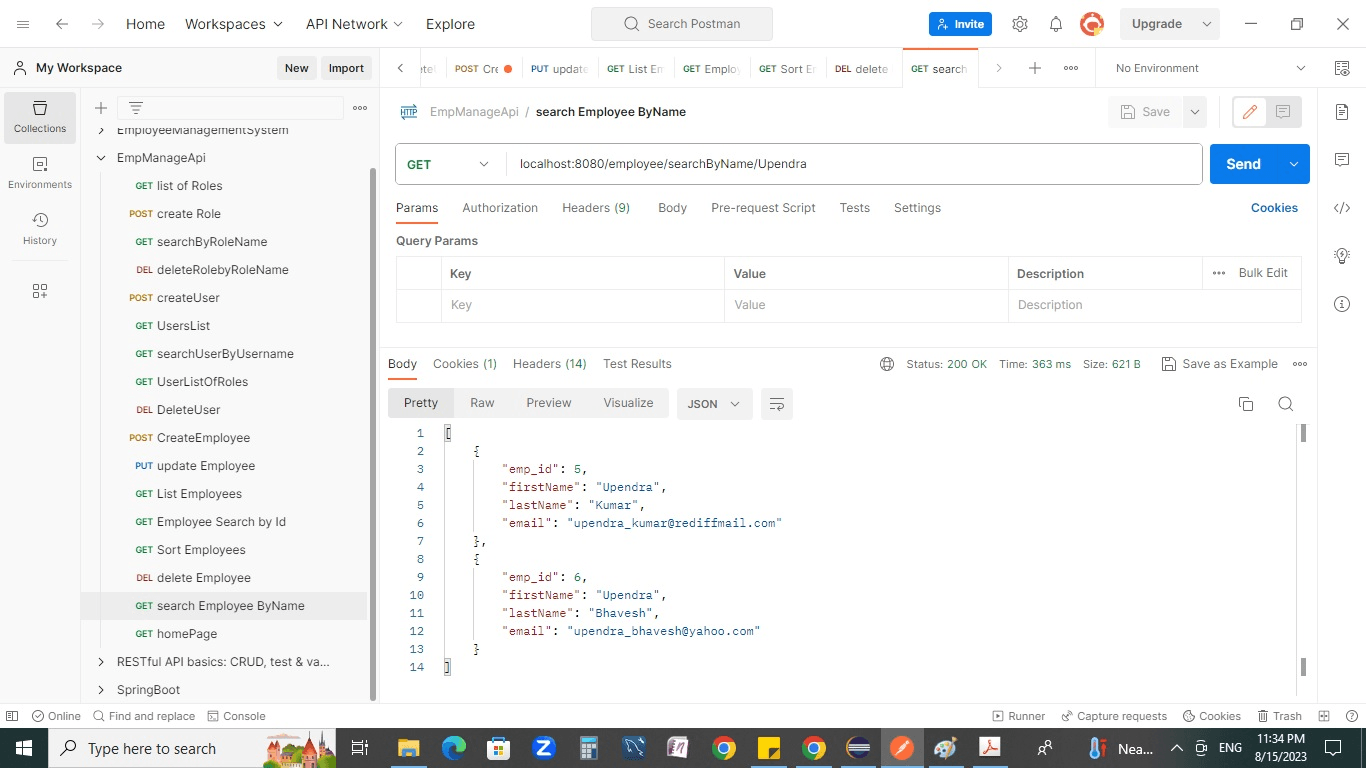 Home Workspaces API Network Explore Search Postman Invite Upgrade
My Workspace New Import POST Cre PUT update GET List Em GET Employ GET Sort Er DEL delete GET search No Environment
Collections
EmployeeManagementSystem
EmpManageApi / search Employee ByName Save
EmpManageApi
GET localhost:8080/employee/searchByName/Upendra Send
Environments
History
GET list of Roles
POST create Role
GET searchByRoleName
DEL deleteRolebyRoleName
POST createUser
GET UsersList
GET searchUserByUsername
GET UserListOfRoles
DEL DeleteUser
POST CreateEmployee
PUT update Employee
GET List Employees
GET Employee Search by Id
GET Sort Employees
DEL delete Employee
GET search Employee ByName
GET homePage
RESTful API basics: CRUD, test & va...
SpringBoot
Params Authorization Headers (9) Body Pre-request Script Tests Settings Cookies
Query Params
Key Value Description Bulk Edit
Key Value Description
Body Cookies (1) Headers (14) Test Results Status: 200 OK Time: 363 ms Size: 621 B Save as Example
Pretty Raw Preview Visualize JSON
1 [
2 {
3 "emp_id": 5,
4 "firstName": "Upendra",
5 "lastName": "Kumar",
6 "email": "upendra_kumar@rediffmail.com"
7 },
8 {
9 "emp_id": 6,
10 "firstName": "Upendra",
11 "lastName": "Bhavesh",
12 "email": "upendra_bhavesh@yahoo.com"
13 }
14 ]
Online Find and replace Console Runner Capture requests Cookies Trash
Type here to search Nea... ENG 11:34 PM
8/15/2023